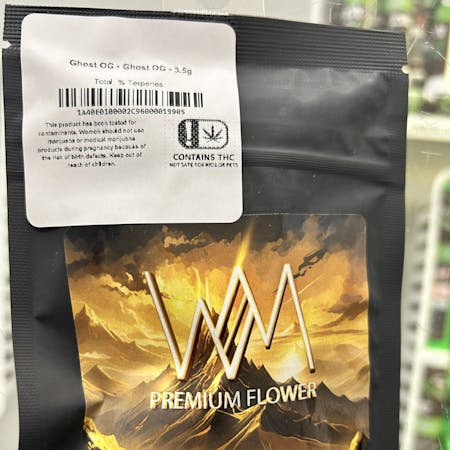 Ghost OG - Ghost OG - 3.5g
Total: % Terpenes:
1A40E0100002C9600001990S
This product has been tested for
contaminants. Women should not use
marijuana or medical marijuana
products during pregnancy because of
the risk of birth defects. Keep out of
reach of children.
CONTAINS THC
NOT SAFE FOR KIDS OR PETS
WM
PREMIUM FLOWER